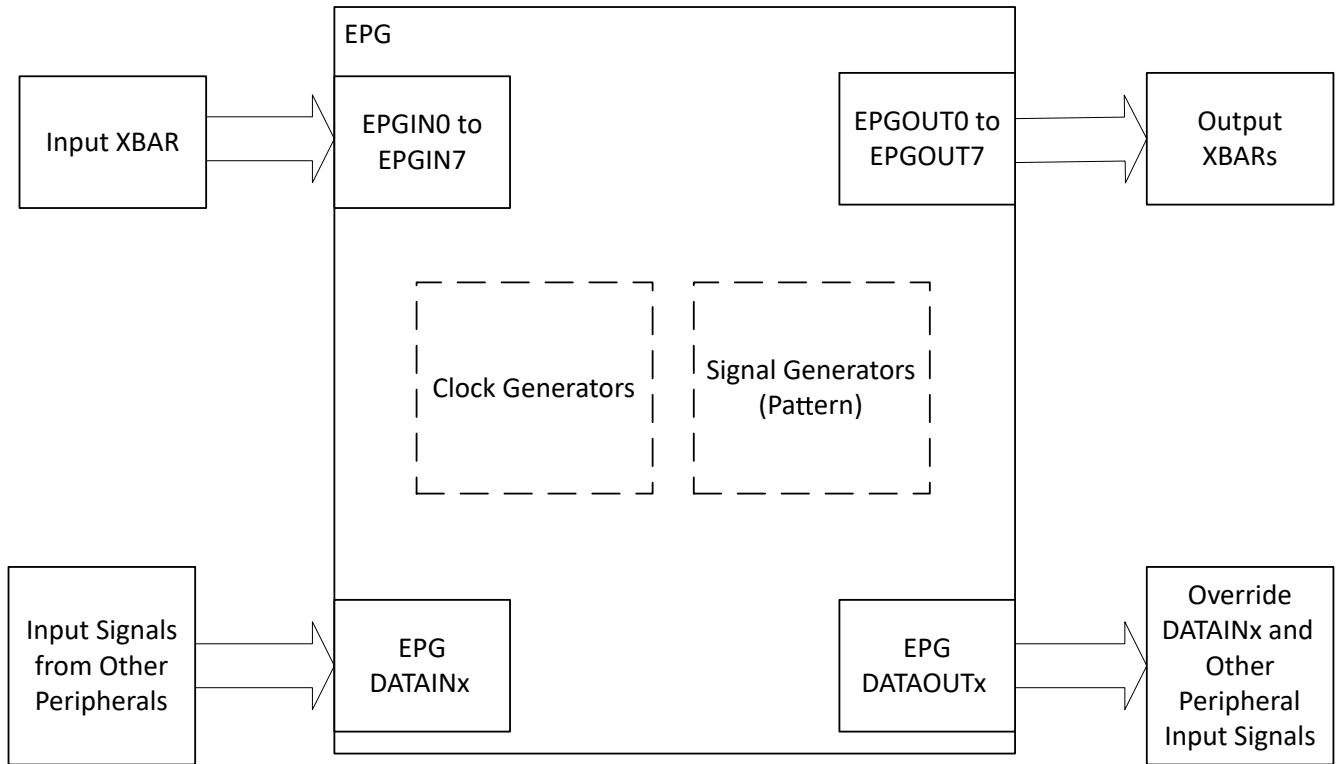 EPG
Input XBAR
EPGIN0 to
EPGIN7
EPGOUT0 to
EPGOUT7
Output
XBARs
Clock Generators
Signal Generators
(Pattern)
Input Signals
from Other
Peripherals
EPG
DATAINx
EPG
DATAOUTx
Override
DATAINx and
Other
Peripheral
Input Signals